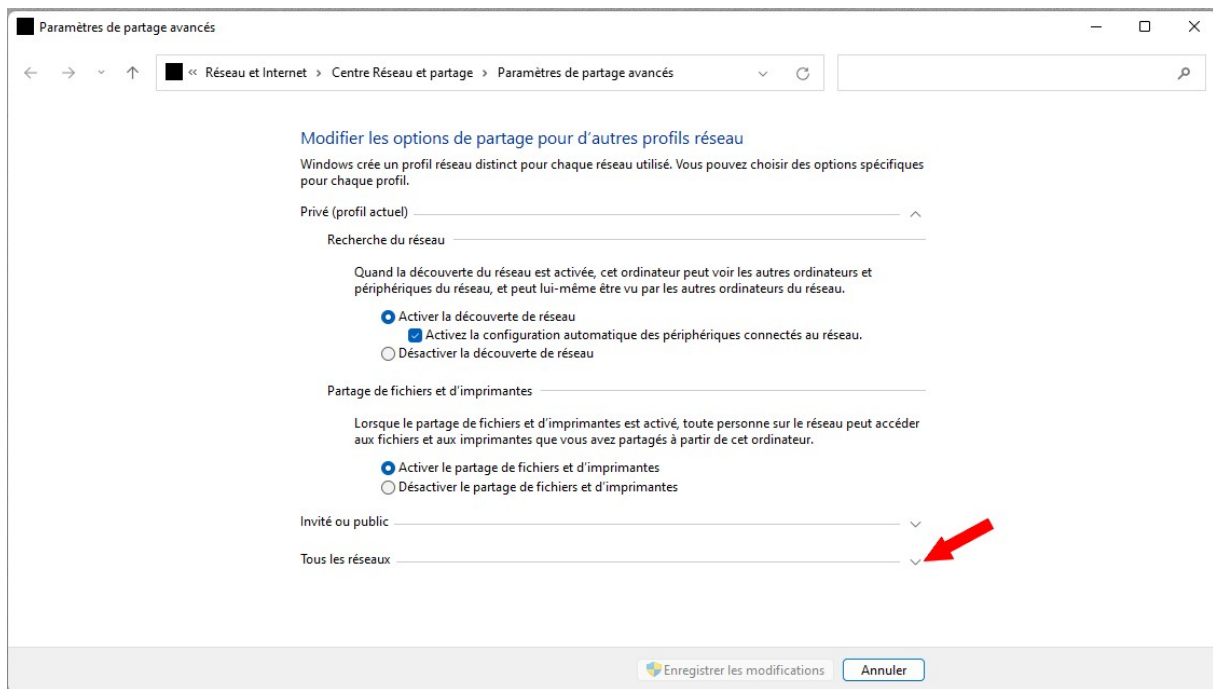 Paramètres de partage avancés
« Réseau et Internet › Centre Réseau et partage › Paramètres de partage avancés
Modifier les options de partage pour d'autres profils réseau
Windows crée un profil réseau distinct pour chaque réseau utilisé. Vous pouvez choisir des options spécifiques
pour chaque profil.
Privé (profil actuel)
Recherche du réseau
Quand la découverte du réseau est activée, cet ordinateur peut voir les autres ordinateurs et
périphériques du réseau, et peut lui-même être vu par les autres ordinateurs du réseau.
Activer la découverte de réseau
Activez la configuration automatique des périphériques connectés au réseau.
Désactiver la découverte de réseau
Partage de fichiers et d'imprimantes
Lorsque le partage de fichiers et d'imprimantes est activé, toute personne sur le réseau peut accéder
aux fichiers et aux imprimantes que vous avez partagés à partir de cet ordinateur.
Activer le partage de fichiers et d'imprimantes
Désactiver le partage de fichiers et d'imprimantes
Invité ou public
Tous les réseaux
Enregistrer les modifications
Annuler